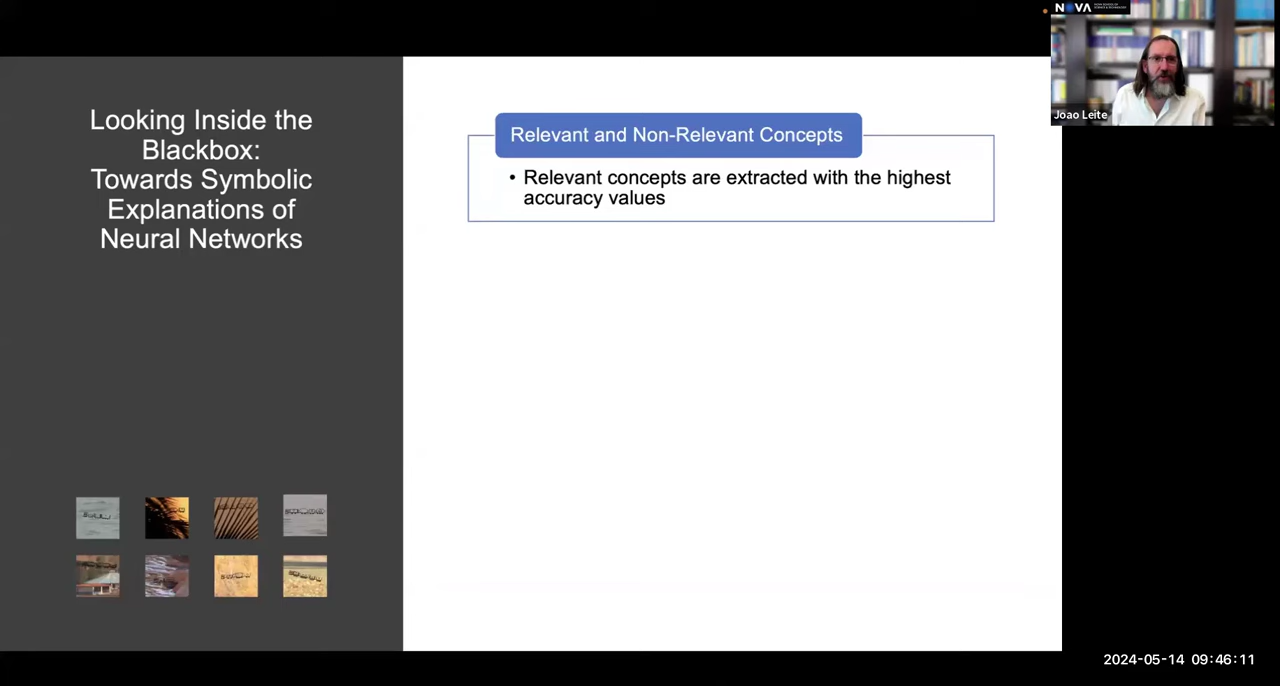 NOVA
Joao Leite
Looking Inside the
Blackbox:
Towards Symbolic
Explanations of
Neural Networks
Relevant and Non-Relevant Concepts
• Relevant concepts are extracted with the highest
accuracy values
2024-05-14 09:46:11